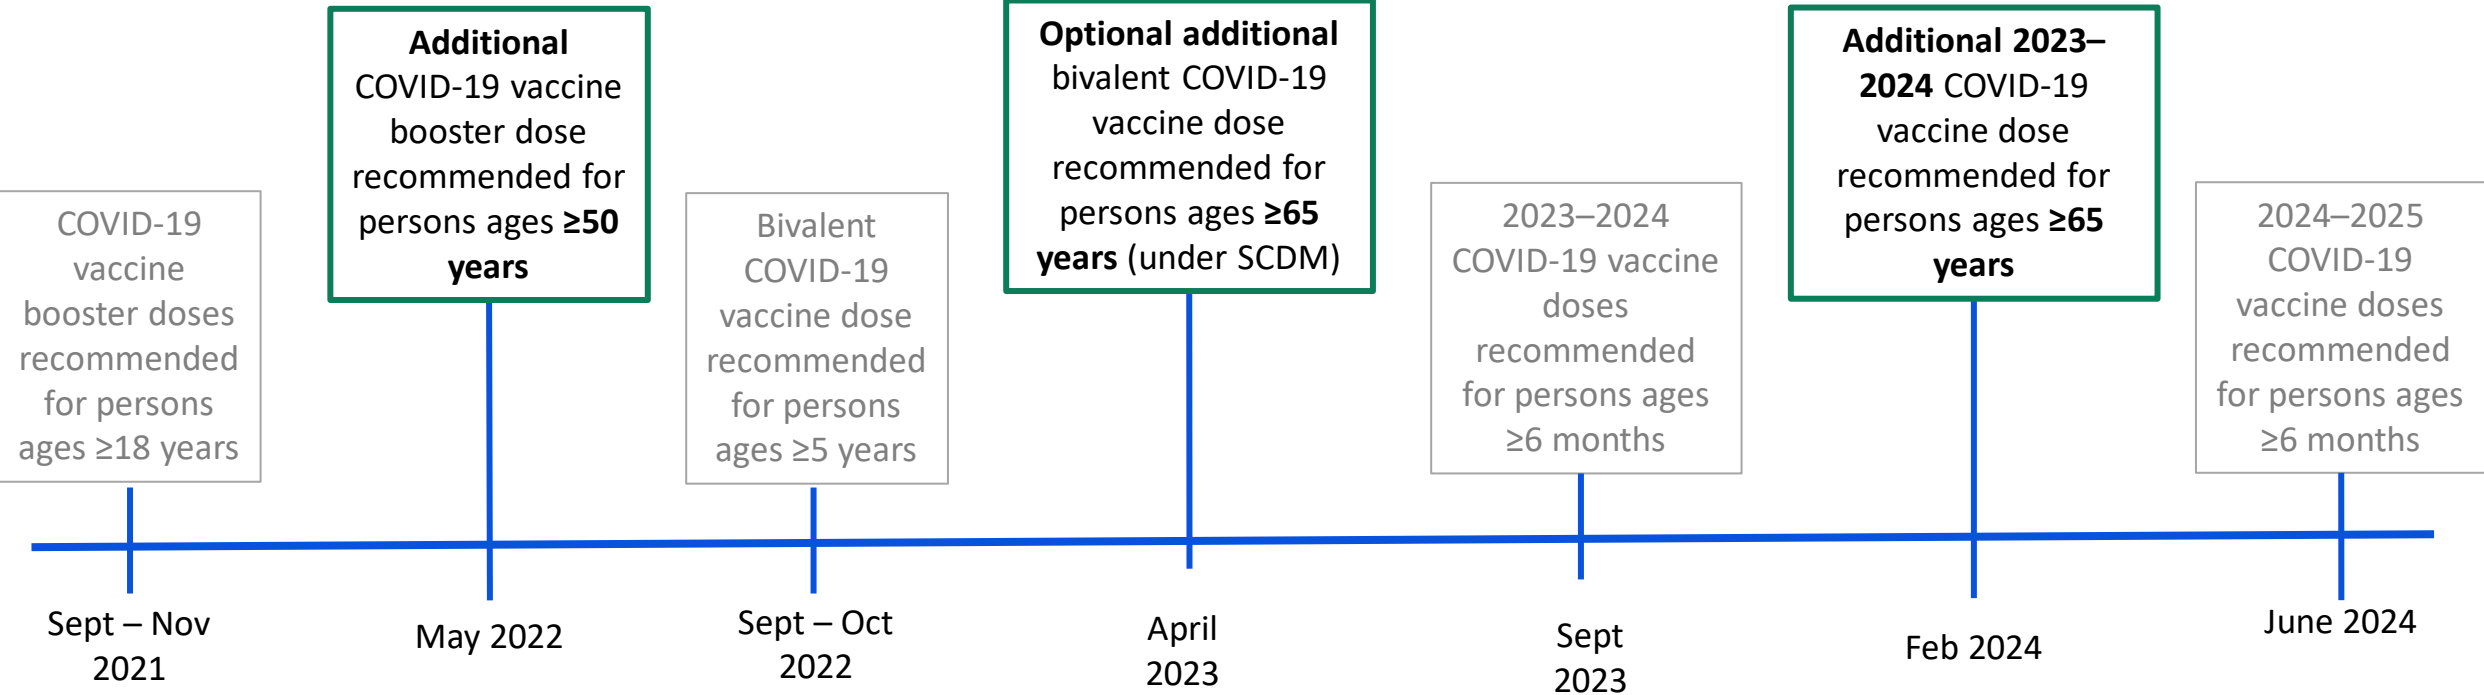 COVID-19
vaccine
booster doses
recommended
for persons
ages ≥18 years
Sept – Nov
2021
Additional
COVID-19 vaccine
booster dose
recommended for
persons ages ≥50
years
May 2022
Bivalent
COVID-19
vaccine dose
recommended
for persons
ages ≥5 years
Sept – Oct
2022
Optional additional
bivalent COVID-19
vaccine dose
recommended for
persons ages ≥65
years (under SCDM)
April
2023
2023–2024
COVID-19 vaccine
doses
recommended
for persons ages
≥6 months
Sept
2023
Additional 2023–
2024 COVID-19
vaccine dose
recommended for
persons ages ≥65
years
Feb 2024
2024–2025
COVID-19
vaccine doses
recommended
for persons ages
≥6 months
June 2024